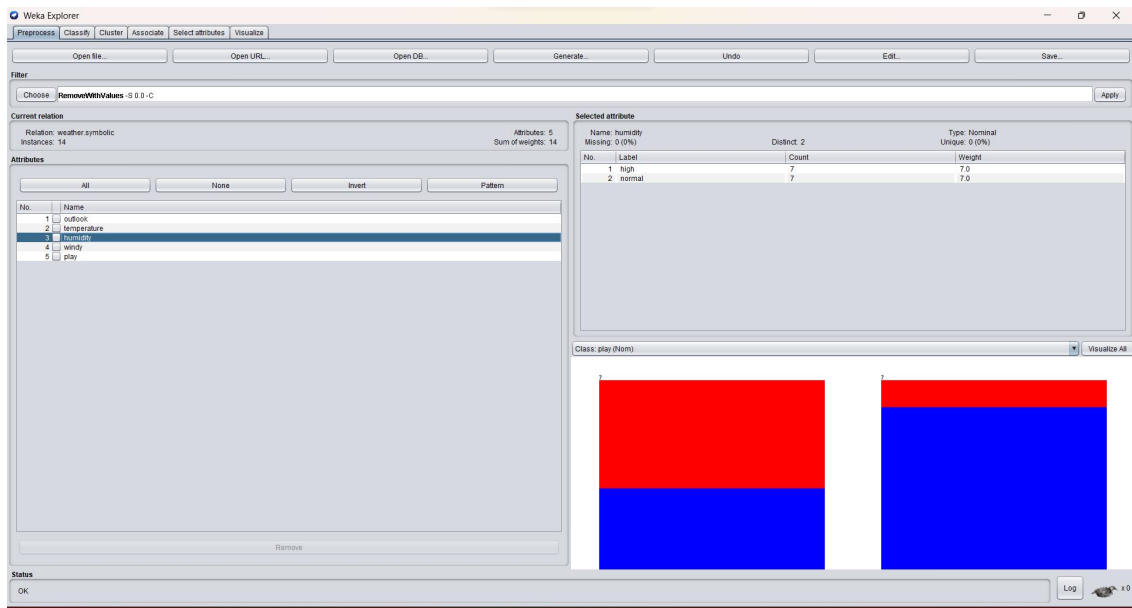 Weka Explorer
Preprocess Classify Cluster Associate Select attributes Visualize
Open file... Open URL... Open DB... Generate... Undo Edit... Save...
Filter
Choose RemoveWithValues -S 0.0 -C Apply
Current relation
Relation: weather.symbolic Attributes: 5
Instances: 14 Sum of weights: 14
Attributes
All None Invert Pattern
No. Name
1 outlook
2 temperature
3 humidity
4 windy
5 play
Remove
Selected attribute
Name: humidity Type: Nominal
Missing: 0 (0%) Distinct: 2 Unique: 0 (0%)
No. Label Count Weight
1 high 7 7.0
2 normal 7 7.0
Class: play (Nom) Visualize All
7 7
Status
OK Log x 0